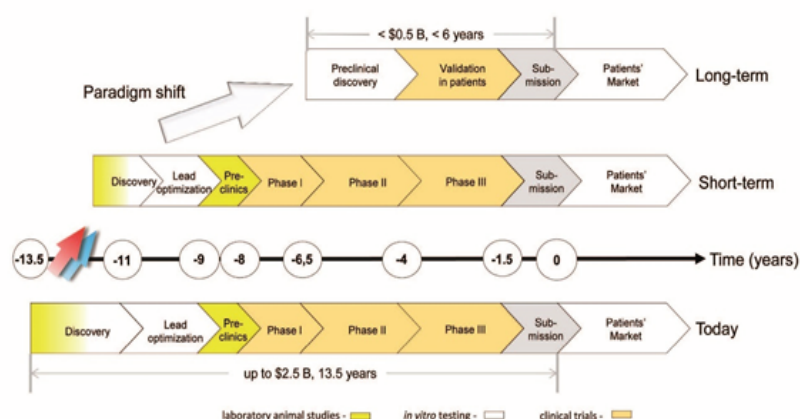 < $0.5 B, < 6 years
Preclinical
discovery
Validation
in patients
Sub-
mission
Patients'
Market
Long-term
Paradigm shift
Discovery
Lead
optimization
Pre-
clinics
Phase I
Phase II
Phase III
Sub-
mission
Patients'
Market
Short-term
-13.5
-11
-9
-8
-6,5
-4
-1.5
0
Time (years)
Discovery
Lead
optimization
Pre-
clinics
Phase I
Phase II
Phase III
Sub-
mission
Patients'
Market
Today
up to $2.5 B, 13.5 years
laboratory animal studies - in vitro testing - clinical trials -